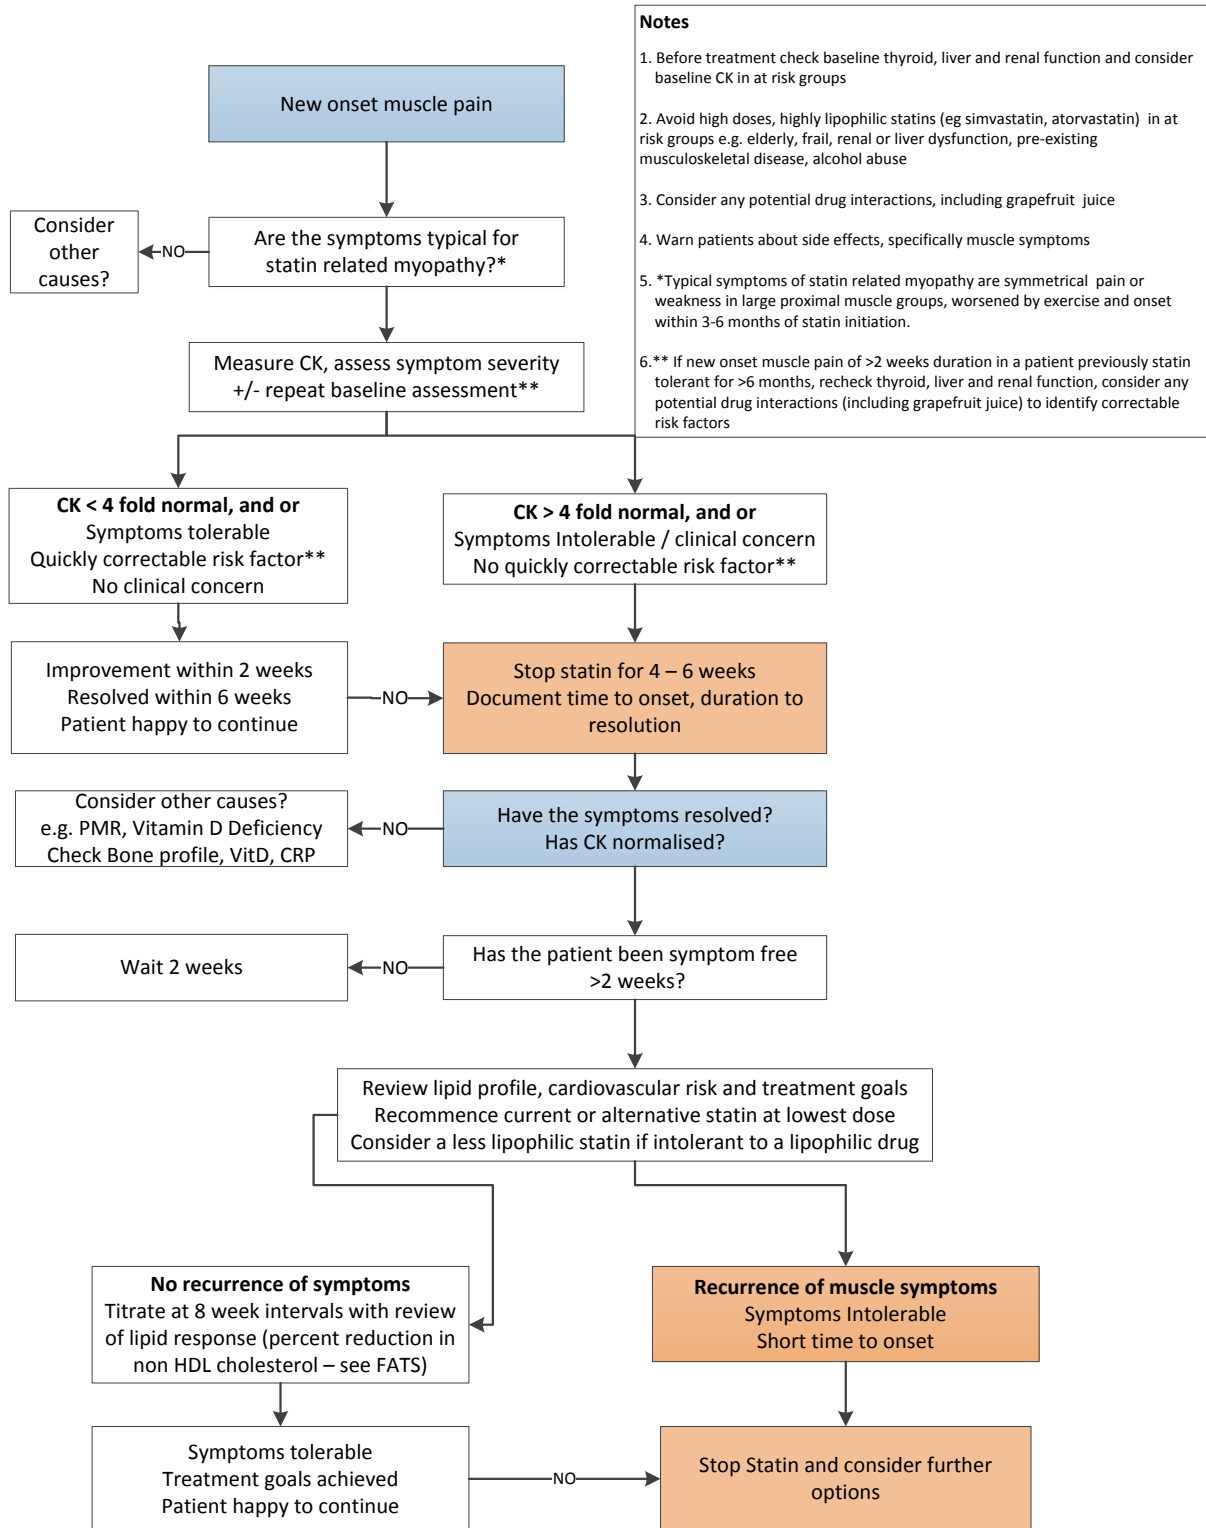 New onset muscle pain
Notes
1. Before treatment check baseline thyroid, liver and renal function and consider
baseline CK in at risk groups
2. Avoid high doses, highly lipophilic statins (eg simvastatin, atorvastatin) in at
risk groups e.g. elderly, frail, renal or liver dysfunction, pre-existing
musculoskeletal disease, alcohol abuse
3. Consider any potential drug interactions, including grapefruit juice
4. Warn patients about side effects, specifically muscle symptoms
5. *Typical symptoms of statin related myopathy are symmetrical pain or
weakness in large proximal muscle groups, worsened by exercise and onset
within 3-6 months of statin initiation.
6.** If new onset muscle pain of >2 weeks duration in a patient previously statin
tolerant for >6 months, recheck thyroid, liver and renal function, consider any
potential drug interactions (including grapefruit juice) to identify correctable
risk factors
Are the symptoms typical for
statin related myopathy?*
NO
Consider
other
causes?
Measure CK, assess symptom severity
+/- repeat baseline assessment**
CK < 4 fold normal, and or
Symptoms tolerable
Quickly correctable risk factor**
No clinical concern
CK > 4 fold normal, and or
Symptoms Intolerable / clinical concern
No quickly correctable risk factor**
Improvement within 2 weeks
Resolved within 6 weeks
Patient happy to continue
NO
Stop statin for 4 – 6 weeks
Document time to onset, duration to
resolution
Have the symptoms resolved?
Has CK normalised?
NO
Consider other causes?
e.g. PMR, Vitamin D Deficiency
Check Bone profile, VitD, CRP
Has the patient been symptom free
>2 weeks?
NO
Wait 2 weeks
Review lipid profile, cardiovascular risk and treatment goals
Recommence current or alternative statin at lowest dose
Consider a less lipophilic statin if intolerant to a lipophilic drug
No recurrence of symptoms
Titrate at 8 week intervals with review
of lipid response (percent reduction in
non HDL cholesterol – see FATS)
Recurrence of muscle symptoms
Symptoms Intolerable
Short time to onset
Symptoms tolerable
Treatment goals achieved
Patient happy to continue
NO
Stop Statin and consider further
options